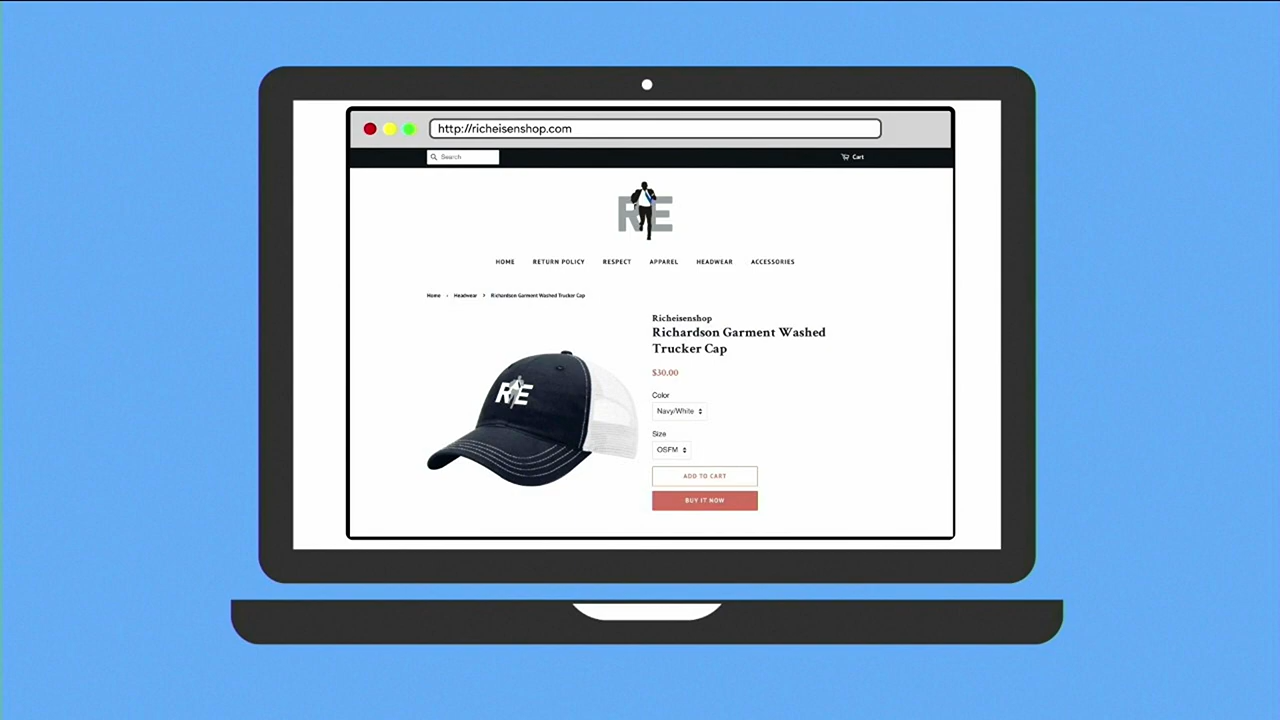 http://richeisenshop.com
Search
Cart
RE
HOME RETURN POLICY RESPECT APPAREL HEADWEAR ACCESSORIES
Home › Headwear › Richardson Garment Washed Trucker Cap
Richeisenshop
Richardson Garment Washed
Trucker Cap
$30.00
Color
Navy/White
Size
OSFM
ADD TO CART
BUY IT NOW
RE